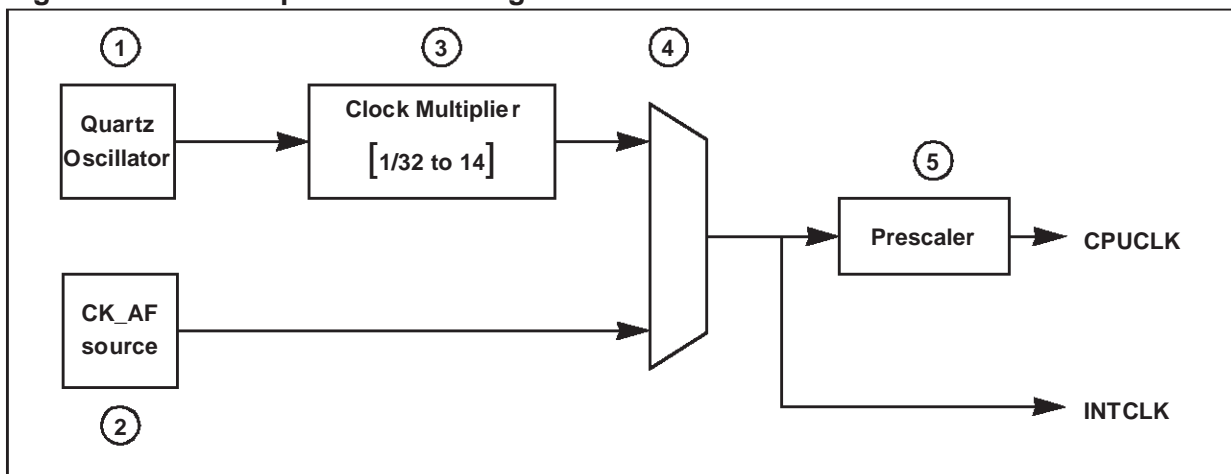 1
3
4
Quartz
Oscillator
Clock Multiplier
[1/32 to 14]
5
Prescaler
CPUCLK
CK_AF
source
INTCLK
2